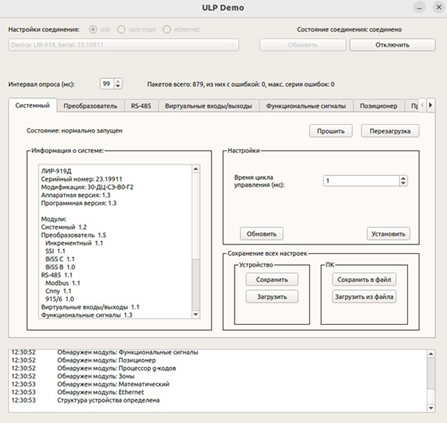 ULP Demo
Настройки соединения: usb com порт ethernet
Состояние соединения: соединено
Device: LIR-919, Serial: 23.19911
Обновить
Отключить
Интервал опроса (мс): 99
Пакетов всего: 879, из них с ошибкой: 0, макс. серия ошибок: 0
Системный Преобразователь RS-485 Виртуальные входы/выходы Функциональные сигналы Позиционер
Состояние: нормально запущен
Прошить
Перезагрузка
Информация о системе:
ЛИР-919Д
Серийный номер: 23.19911
Модификация: 30-ДЦ-СЭ-В0-Г2
Аппаратная версия: 1.3
Программная версия: 1.3
Модули:
Системный 1.2
Преобразователь 1.5
Инкрементный 1.1
SSI 1.1
BiSS C 1.1
BiSS B 1.0
RS-485 1.1
Modbus 1.1
Cnny 1.1
915/6 1.0
Виртуальные входы/выходы 1.1
Функциональные сигналы 1.3
Настройки
Время цикла
управления (мс):
1
Обновить
Установить
Сохранение всех настроек
Устройство
Сохранить
Загрузить
ПК
Сохранить в файл
Загрузить из файла
12:30:52 Обнаружен модуль: Функциональные сигналы
12:30:52 Обнаружен модуль: Позиционер
12:30:52 Обнаружен модуль: Процессор g-кодов
12:30:52 Обнаружен модуль: Зоны
12:30:53 Обнаружен модуль: Математический
12:30:53 Обнаружен модуль: Ethernet
12:30:53 Структура устройства определена